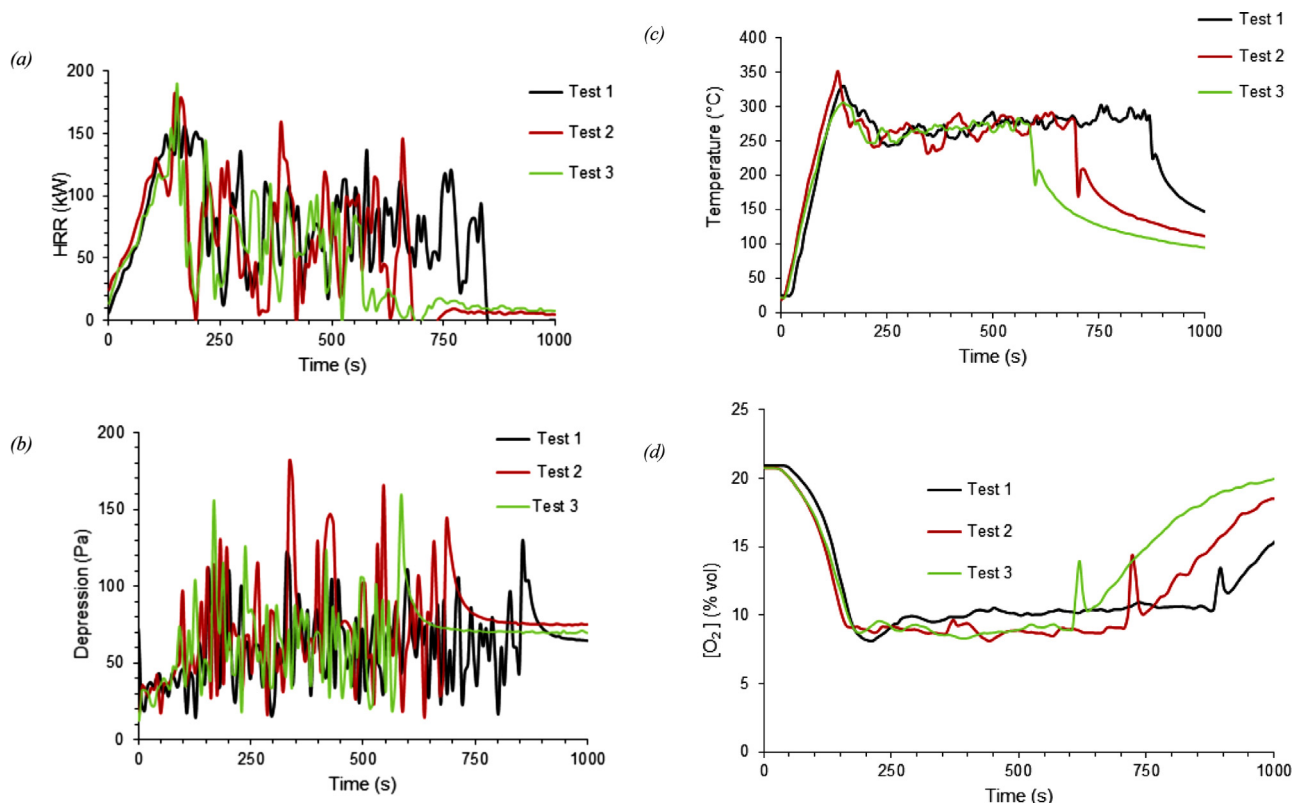 (a)
200
150
100
50
0
HRR (kW)
0 250 500 750 1000
Time (s)
Test 1
Test 2
Test 3
(b)
200
150
100
50
0
Depression (Pa)
0 250 500 750 1000
Time (s)
Test 1
Test 2
Test 3
(c)
400
350
300
250
200
150
100
50
0
Temperature (°C)
0 250 500 750 1000
Time (s)
Test 1
Test 2
Test 3
(d)
25
20
15
10
5
0
[O₂] (% vol)
0 250 500 750 1000
Time (s)
Test 1
Test 2
Test 3